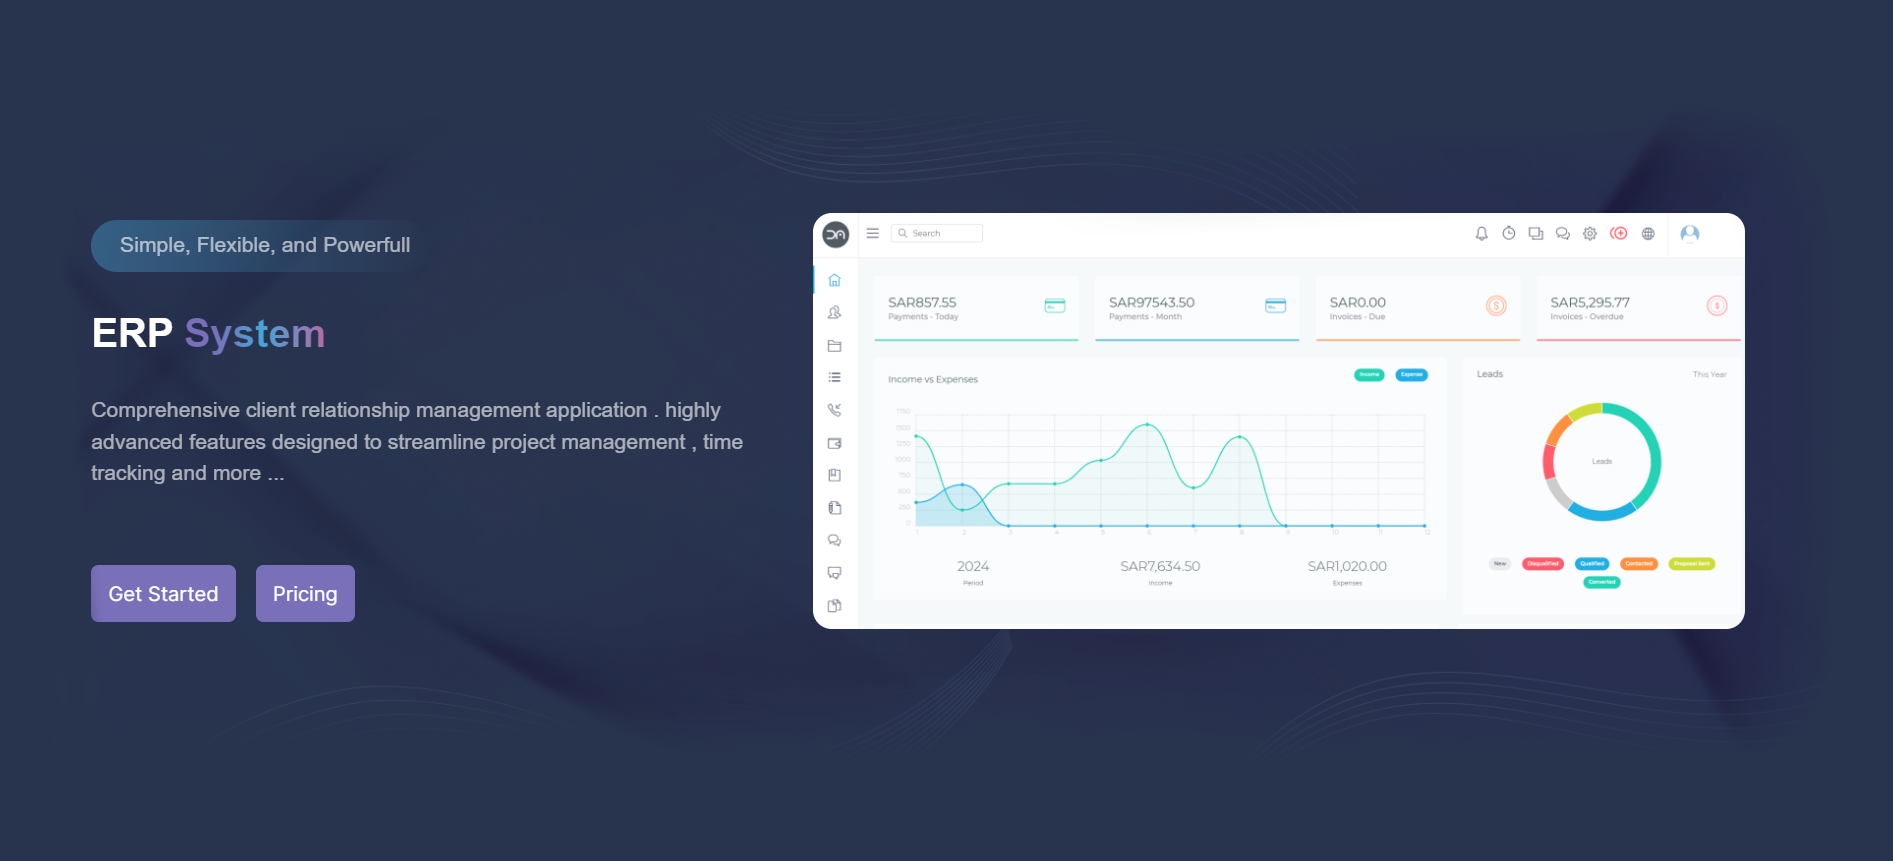 Simple, Flexible, and Powerfull
ERP System
Comprehensive client relationship management application . highly
advanced features designed to streamline project management , time
tracking and more ...
Get Started
Pricing
Search
SAR857.55
Payments - Today
SAR97543.50
Payments - Month
SAR0.00
Invoices - Due
SAR5,295.77
Invoices - Overdue
Income vs Expenses
Income
Expense
1750
1500
1250
1000
750
500
250
0
1 2 3 4 5 6 7 8 9 10 11
2024
Period
SAR7,634.50
Income
SAR1,020.00
Expenses
Leads
This Year
Leads
New
Disqualified
Qualified
Contacted
Proposal Sent
Converted